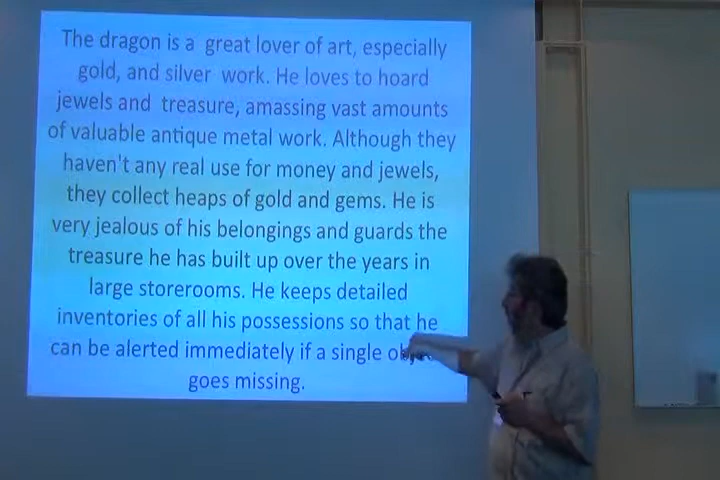 The dragon is a great lover of art, especially
gold, and silver work. He loves to hoard
jewels and treasure, amassing vast amounts
of valuable antique metal work. Although they
haven't any real use for money and jewels,
they collect heaps of gold and gems. He is
very jealous of his belongings and guards the
treasure he has built up over the years in
large storerooms. He keeps detailed
inventories of all his possessions so that he
can be alerted immediately if a single
goes missing.